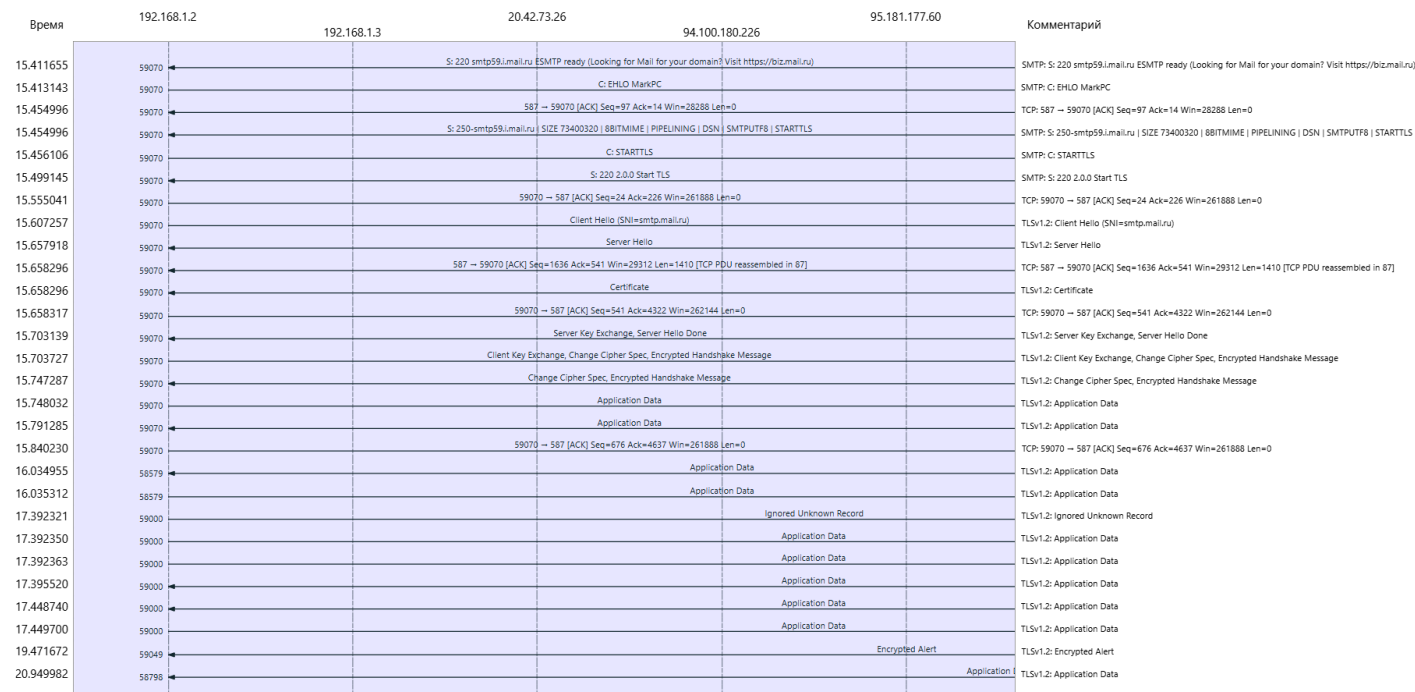 192.168.1.2 20.42.73.26 95.181.177.60
Время 192.168.1.3 94.100.180.226 Комментарий
15.411655 59070 S: 220 smtp59.i.mail.ru ESMTP ready (Looking for Mail for your domain? Visit https://biz.mail.ru) SMTP: S: 220 smtp59.i.mail.ru ESMTP ready (Looking for Mail for your domain? Visit https://biz.mail.ru)
15.413143 59070 C: EHLO MarkPC SMTP: C: EHLO MarkPC
15.454996 59070 587 → 59070 [ACK] Seq=97 Ack=14 Win=28288 Len=0 TCP: 587 → 59070 [ACK] Seq=97 Ack=14 Win=28288 Len=0
15.454996 59070 S: 250-smtp59.i.mail.ru | SIZE 73400320 | 8BITMIME | PIPELINING | DSN | SMTPUTF8 | STARTTLS SMTP: S: 250-smtp59.i.mail.ru | SIZE 73400320 | 8BITMIME | PIPELINING | DSN | SMTPUTF8 | STARTTLS
15.456106 59070 C: STARTTLS SMTP: C: STARTTLS
15.499145 59070 S: 220 2.0.0 Start TLS SMTP: S: 220 2.0.0 Start TLS
15.555041 59070 59070 → 587 [ACK] Seq=24 Ack=226 Win=261888 Len=0 TCP: 59070 → 587 [ACK] Seq=24 Ack=226 Win=261888 Len=0
15.607257 59070 Client Hello (SNI=smtp.mail.ru) TLSv1.2: Client Hello (SNI=smtp.mail.ru)
15.657918 59070 Server Hello TLSv1.2: Server Hello
15.658296 59070 587 → 59070 [ACK] Seq=1636 Ack=541 Win=29312 Len=1410 [TCP PDU reassembled in 87] TCP: 587 → 59070 [ACK] Seq=1636 Ack=541 Win=29312 Len=1410 [TCP PDU reassembled in 87]
15.658296 59070 Certificate TLSv1.2: Certificate
15.658317 59070 59070 → 587 [ACK] Seq=541 Ack=4322 Win=262144 Len=0 TCP: 59070 → 587 [ACK] Seq=541 Ack=4322 Win=262144 Len=0
15.703139 59070 Server Key Exchange, Server Hello Done TLSv1.2: Server Key Exchange, Server Hello Done
15.703727 59070 Client Key Exchange, Change Cipher Spec, Encrypted Handshake Message TLSv1.2: Client Key Exchange, Change Cipher Spec, Encrypted Handshake Message
15.747287 59070 Change Cipher Spec, Encrypted Handshake Message TLSv1.2: Change Cipher Spec, Encrypted Handshake Message
15.748032 59070 Application Data TLSv1.2: Application Data
15.791285 59070 Application Data TLSv1.2: Application Data
15.840230 59070 59070 → 587 [ACK] Seq=676 Ack=4637 Win=261888 Len=0 TCP: 59070 → 587 [ACK] Seq=676 Ack=4637 Win=261888 Len=0
16.034955 58579 Application Data TLSv1.2: Application Data
16.035312 58579 Application Data TLSv1.2: Application Data
17.392321 59000 Ignored Unknown Record TLSv1.2: Ignored Unknown Record
17.392350 59000 Application Data TLSv1.2: Application Data
17.392363 59000 Application Data TLSv1.2: Application Data
17.395520 59000 Application Data TLSv1.2: Application Data
17.448740 59000 Application Data TLSv1.2: Application Data
17.449700 59000 Application Data TLSv1.2: Application Data
19.471672 59049 Encrypted Alert TLSv1.2: Encrypted Alert
20.949982 58798 Application TLSv1.2: Application Data